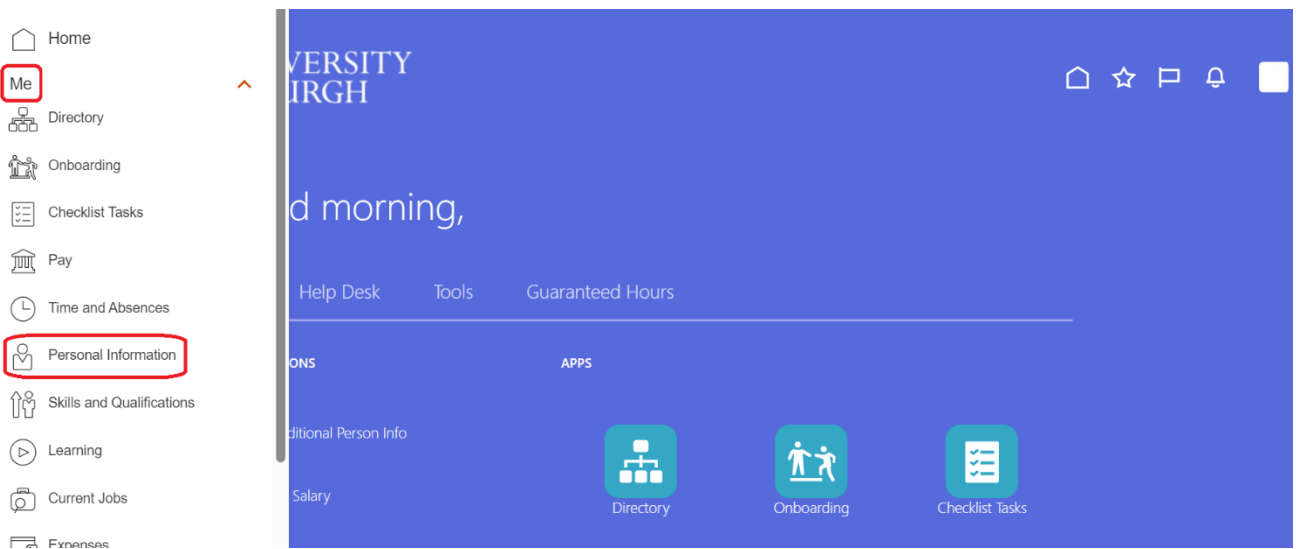 Home
Me
Directory
Onboarding
Checklist Tasks
Pay
Time and Absences
Personal Information
Skills and Qualifications
Learning
Current Jobs
Expenses
VERSITY
URGH
d morning,
Help Desk Tools Guaranteed Hours
ONS
APPS
ditional Person Info
Salary
Directory Onboarding Checklist Tasks